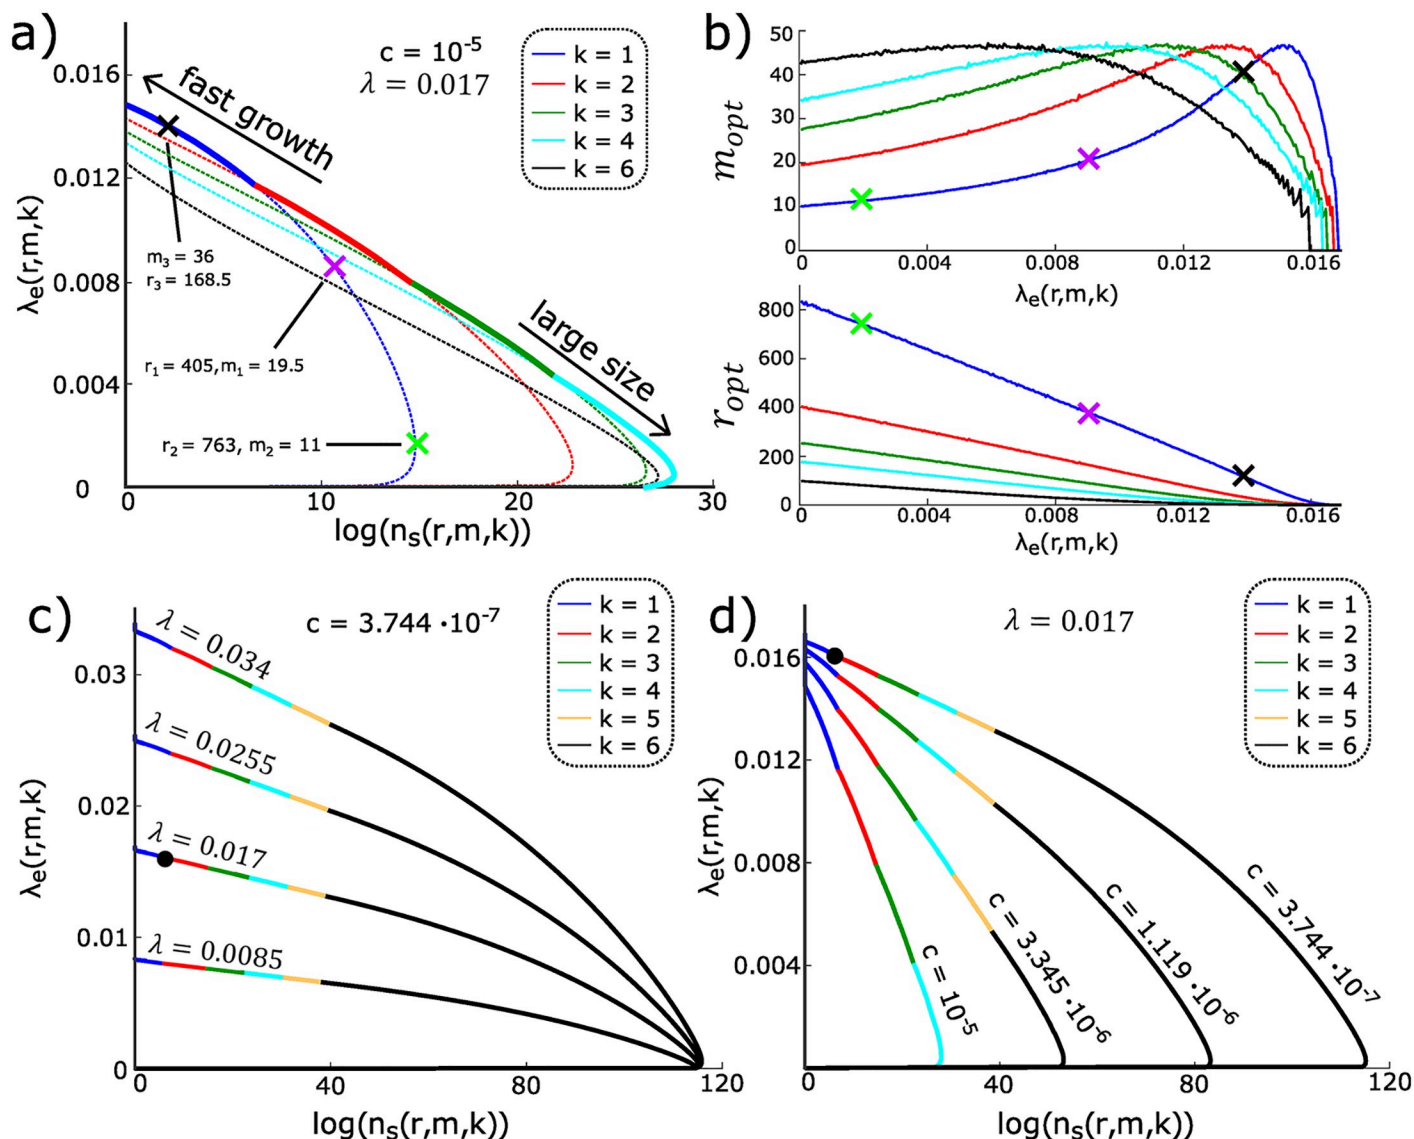 a)
c = 10⁻⁵
λ = 0.017
k = 1
k = 2
k = 3
k = 4
k = 6
fast growth
large size
m₃ = 36
r₃ = 168.5
r₁ = 405, m₁ = 19.5
r₂ = 763, m₂ = 11
0.016
0.012
0.008
0.004
0
0 10 20 30
λₑ(r,m,k)
log(nₛ(r,m,k))
b)
50
40
30
20
10
0
m_opt
0 0.004 0.008 0.012 0.016
λₑ(r,m,k)
800
600
400
200
0
r_opt
0 0.004 0.008 0.012 0.016
λₑ(r,m,k)
c)
c = 3.744 ·10⁻⁷
k = 1
k = 2
k = 3
k = 4
k = 5
k = 6
λ = 0.034
λ = 0.0255
λ = 0.017
λ = 0.0085
0.03
0.02
0.01
0
0 40 80 120
λₑ(r,m,k)
log(nₛ(r,m,k))
d)
λ = 0.017
k = 1
k = 2
k = 3
k = 4
k = 5
k = 6
c = 10⁻⁵
c = 3.345 ·10⁻⁶
c = 1.119 ·10⁻⁶
c = 3.744 ·10⁻⁷
0.016
0.012
0.008
0.004
0 40 80 120
λₑ(r,m,k)
log(nₛ(r,m,k))